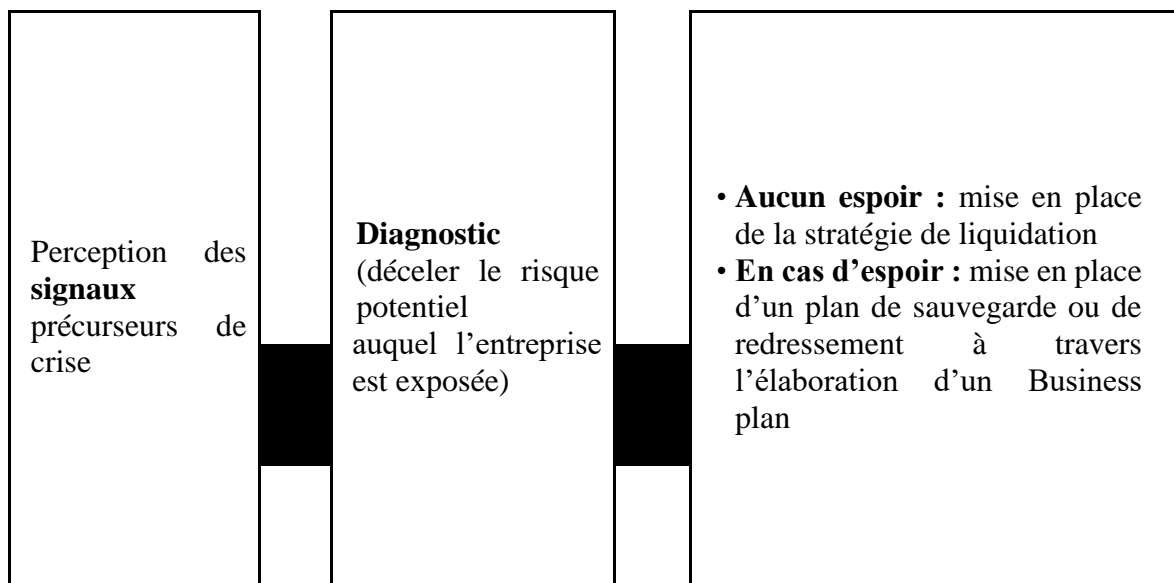 Perception des
signaux
précurseurs de
crise
Diagnostic
(déceler le risque
potentiel
auquel l’entreprise
est exposée)
• Aucun espoir : mise en place
de la stratégie de liquidation
• En cas d’espoir : mise en place
d’un plan de sauvegarde ou de
redressement à travers
l’élaboration d’un Business
plan